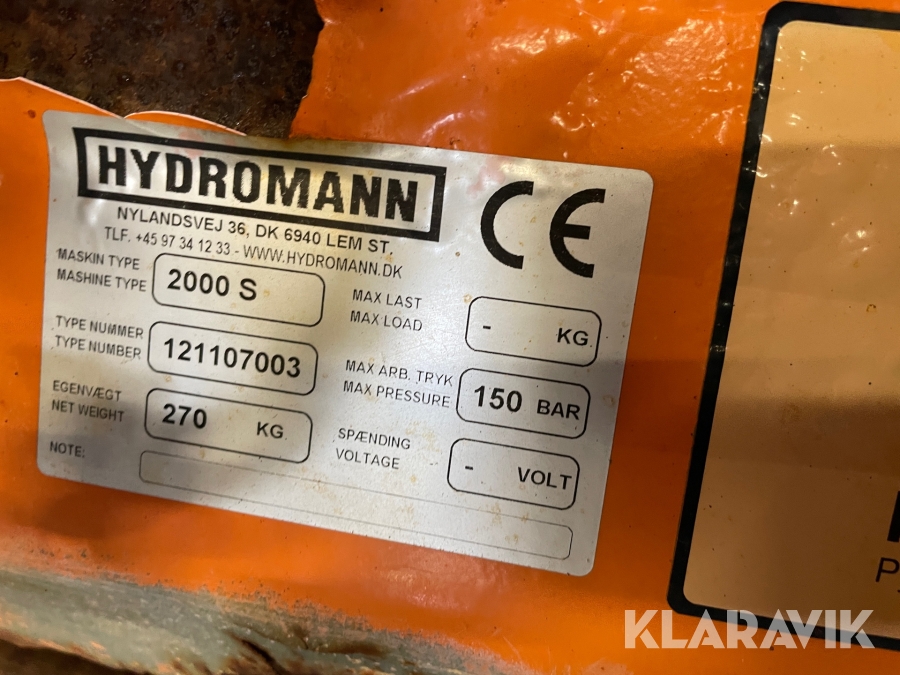 HYDROMANN
CE
NYLANDSVEJ 36, DK 6940 LEM ST.
TLF. +45 97 34 12 33 - WWW.HYDROMANN.DK
MASKIN TYPE
MASHINE TYPE
2000 S
TYPE NUMMER
TYPE NUMBER
121107003
EGENVÆGT
NET WEIGHT
270 KG
NOTE:
MAX LAST
MAX LOAD
- KG
MAX ARB. TRYK
MAX PRESSURE
150 BAR
SPÆNDING
VOLTAGE
- VOLT
P
KLARAVIK